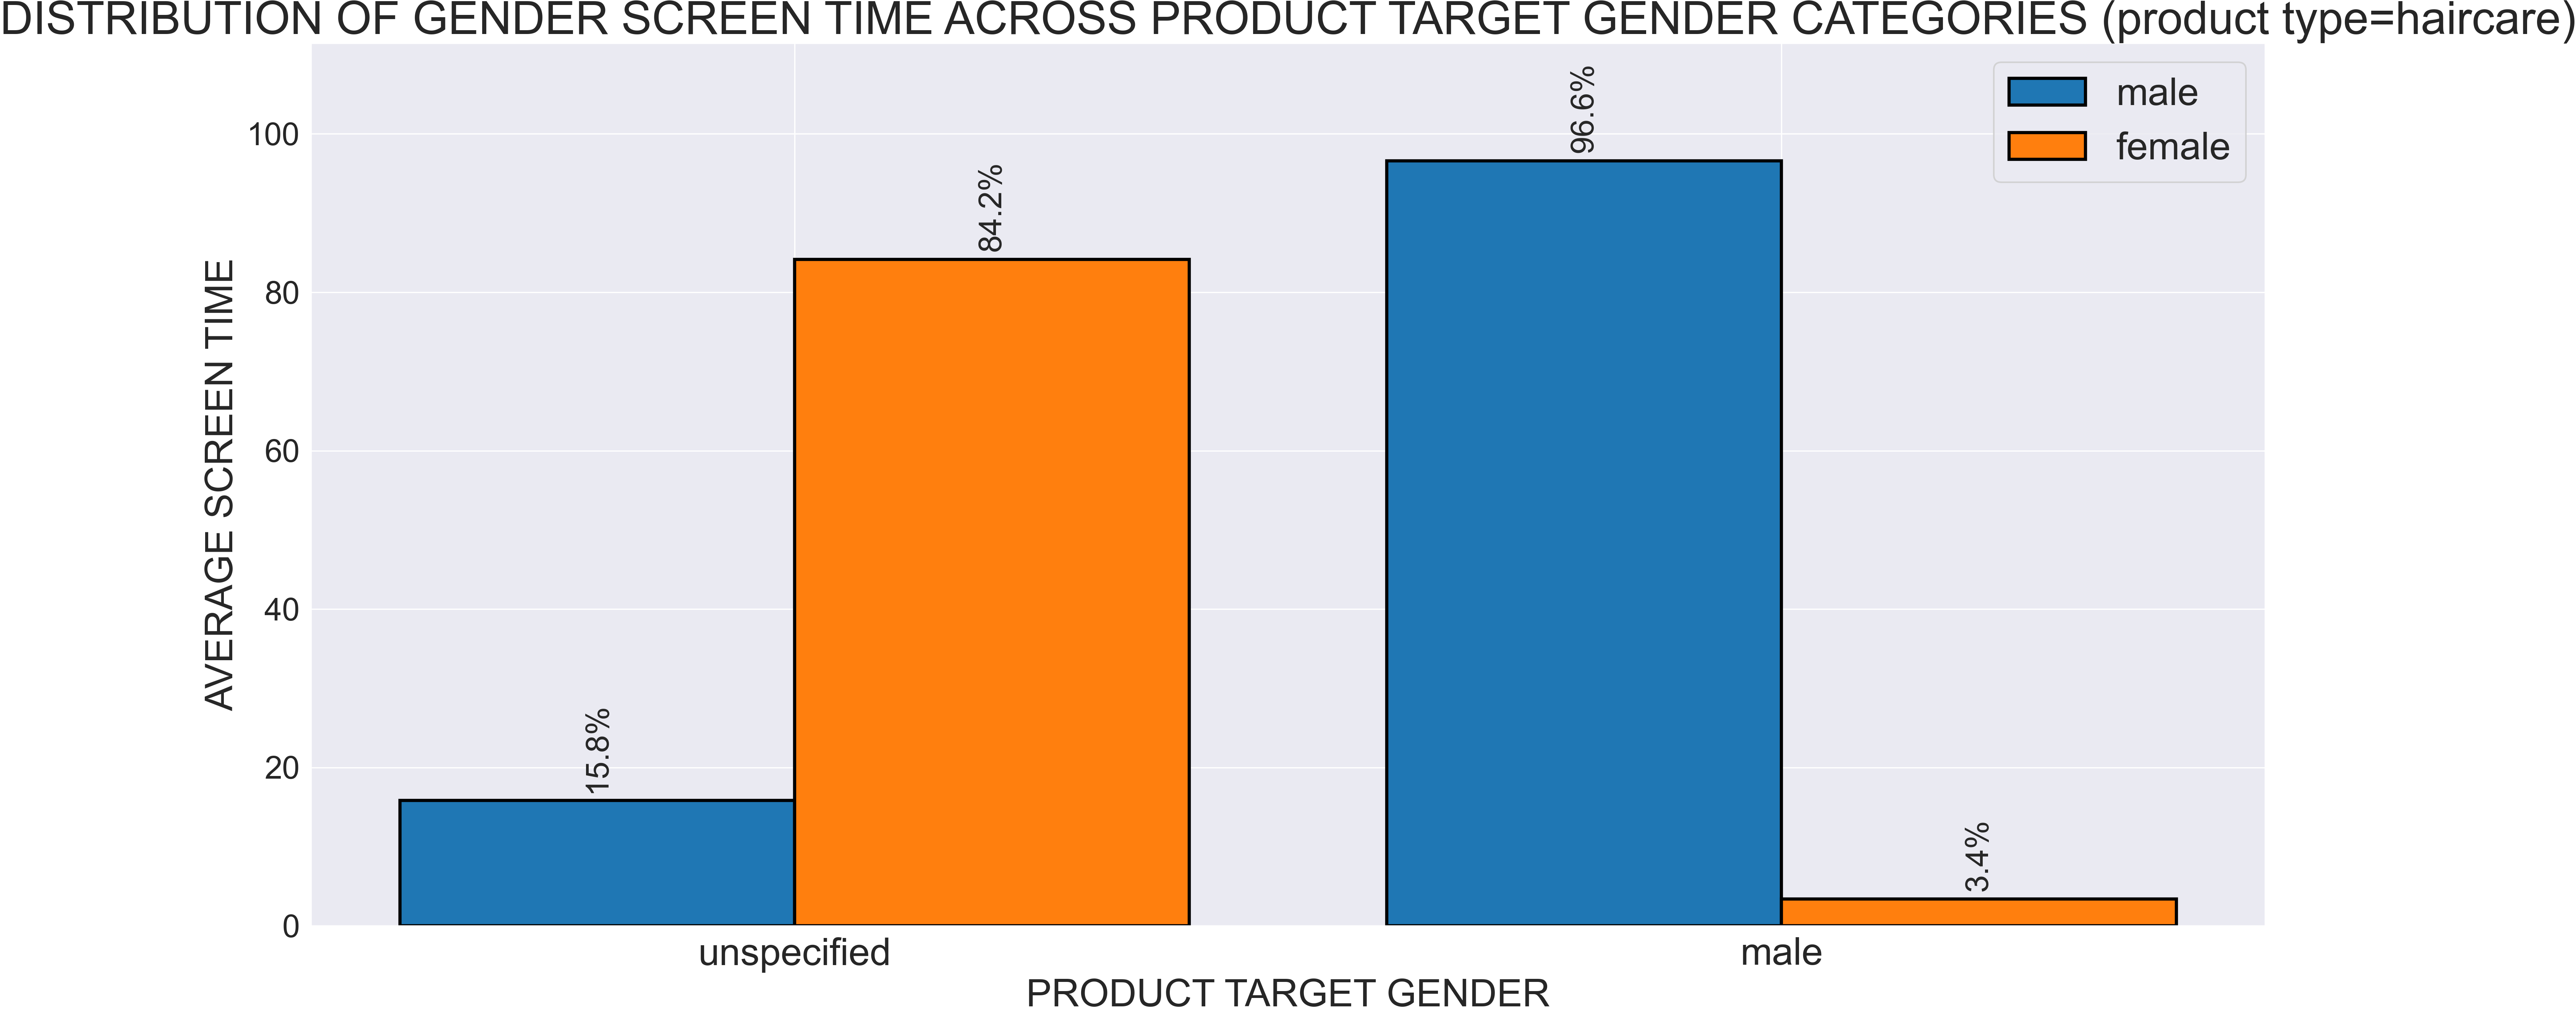 DISTRIBUTION OF GENDER SCREEN TIME ACROSS PRODUCT TARGET GENDER CATEGORIES (product type=haircare)
male
female
AVERAGE SCREEN TIME
100
80
60
40
20
0
15.8%
84.2%
96.6%
3.4%
unspecified
male
PRODUCT TARGET GENDER